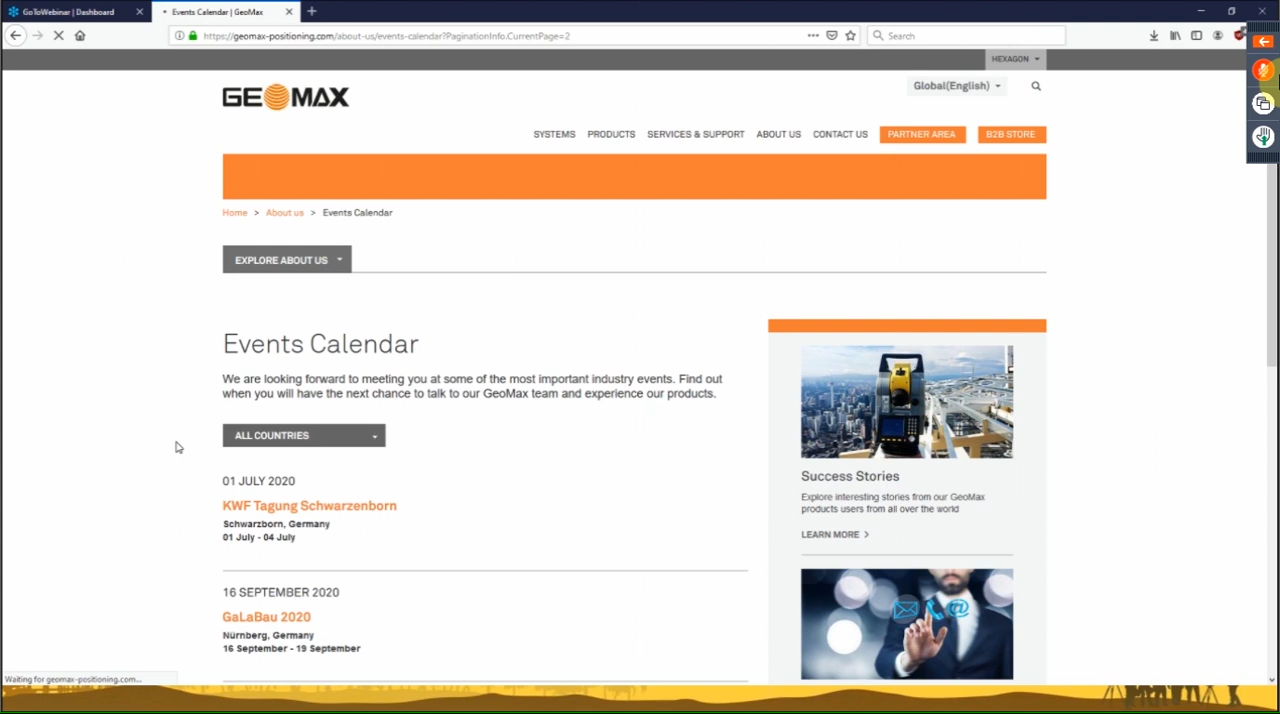 GoToWebinar | Dashboard
Events Calendar | GeoMax
https://geomax-positioning.com/about-us/events-calendar?PaginationInfo.CurrentPage=2
Search
HEXAGON
GEOMAX
Global(English)
SYSTEMS PRODUCTS SERVICES & SUPPORT ABOUT US CONTACT US PARTNER AREA B2B STORE
Home > About us > Events Calendar
EXPLORE ABOUT US
Events Calendar
We are looking forward to meeting you at some of the most important industry events. Find out
when you will have the next chance to talk to our GeoMax team and experience our products.
ALL COUNTRIES
01 JULY 2020
KWF Tagung Schwarzenborn
Schwarzborn, Germany
01 July - 04 July
16 SEPTEMBER 2020
GaLaBau 2020
Nürnberg, Germany
16 September - 19 September
Success Stories
Explore interesting stories from our GeoMax
products users from all over the world
LEARN MORE >
Waiting for geomax-positioning.com...